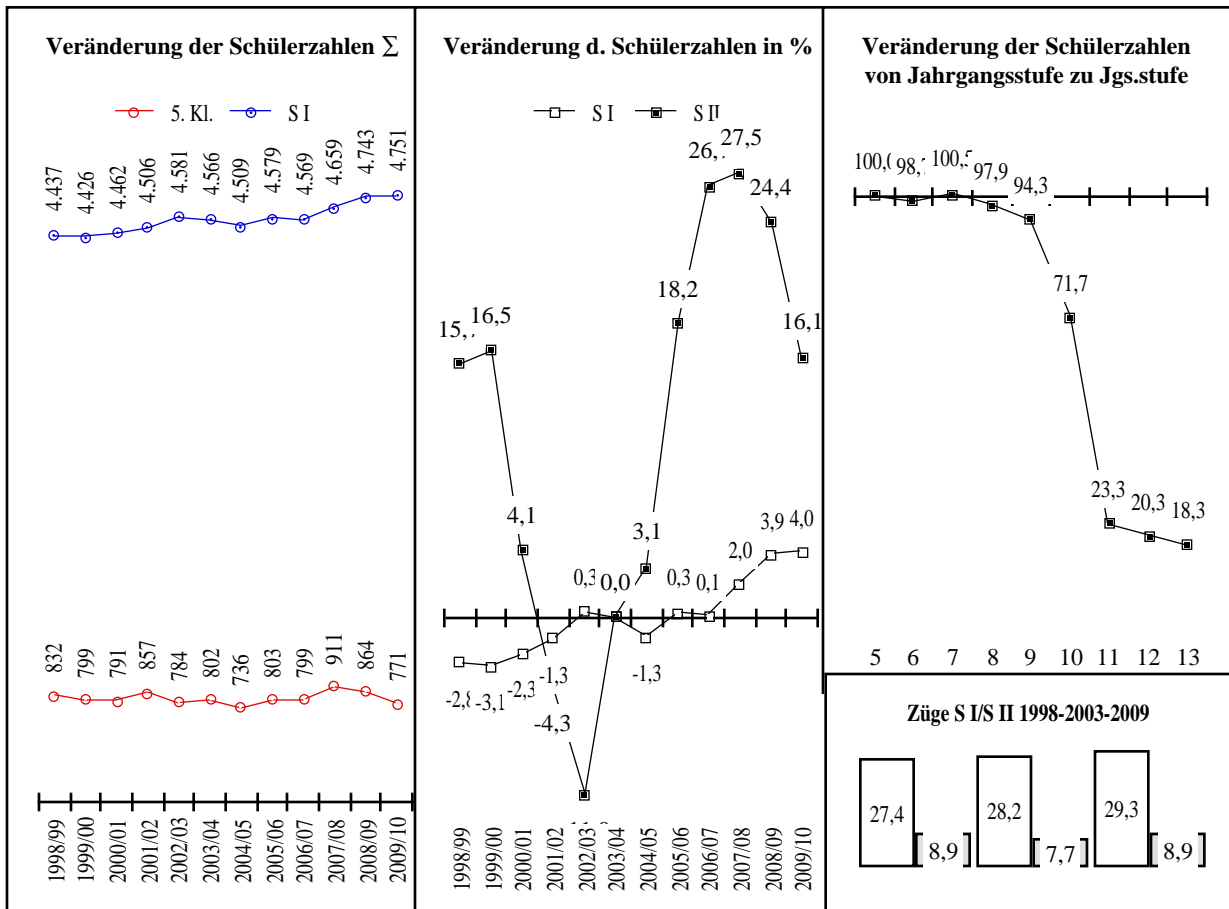 Veränderung der Schülerzahlen Σ
5. Kl. S I
4.437 4.426 4.462 4.506 4.581 4.566 4.509 4.579 4.569 4.659 4.743 4.751
832 799 791 857 784 802 736 803 799 911 864 771
1998/99 1999/00 2000/01 2001/02 2002/03 2003/04 2004/05 2005/06 2006/07 2007/08 2008/09 2009/10
Veränderung d. Schülerzahlen in %
S I S II
16,5 4,1 -4,3 0,0 3,1 18,2 27,5 24,4 16,1
-3,1 -2,3 -1,3 0,3 -1,3 0,3 0,1 2,0 3,9 4,0
1998/99 1999/00 2000/01 2001/02 2002/03 2003/04 2004/05 2005/06 2006/07 2007/08 2008/09 2009/10
Veränderung der Schülerzahlen
von Jahrgangsstufe zu Jgs.stufe
100,5 97,9 94,3 71,7 23,3 20,3 18,3
5 6 7 8 9 10 11 12 13
Züge S I/S II 1998-2003-2009
27,4 8,9 28,2 7,7 29,3 8,9